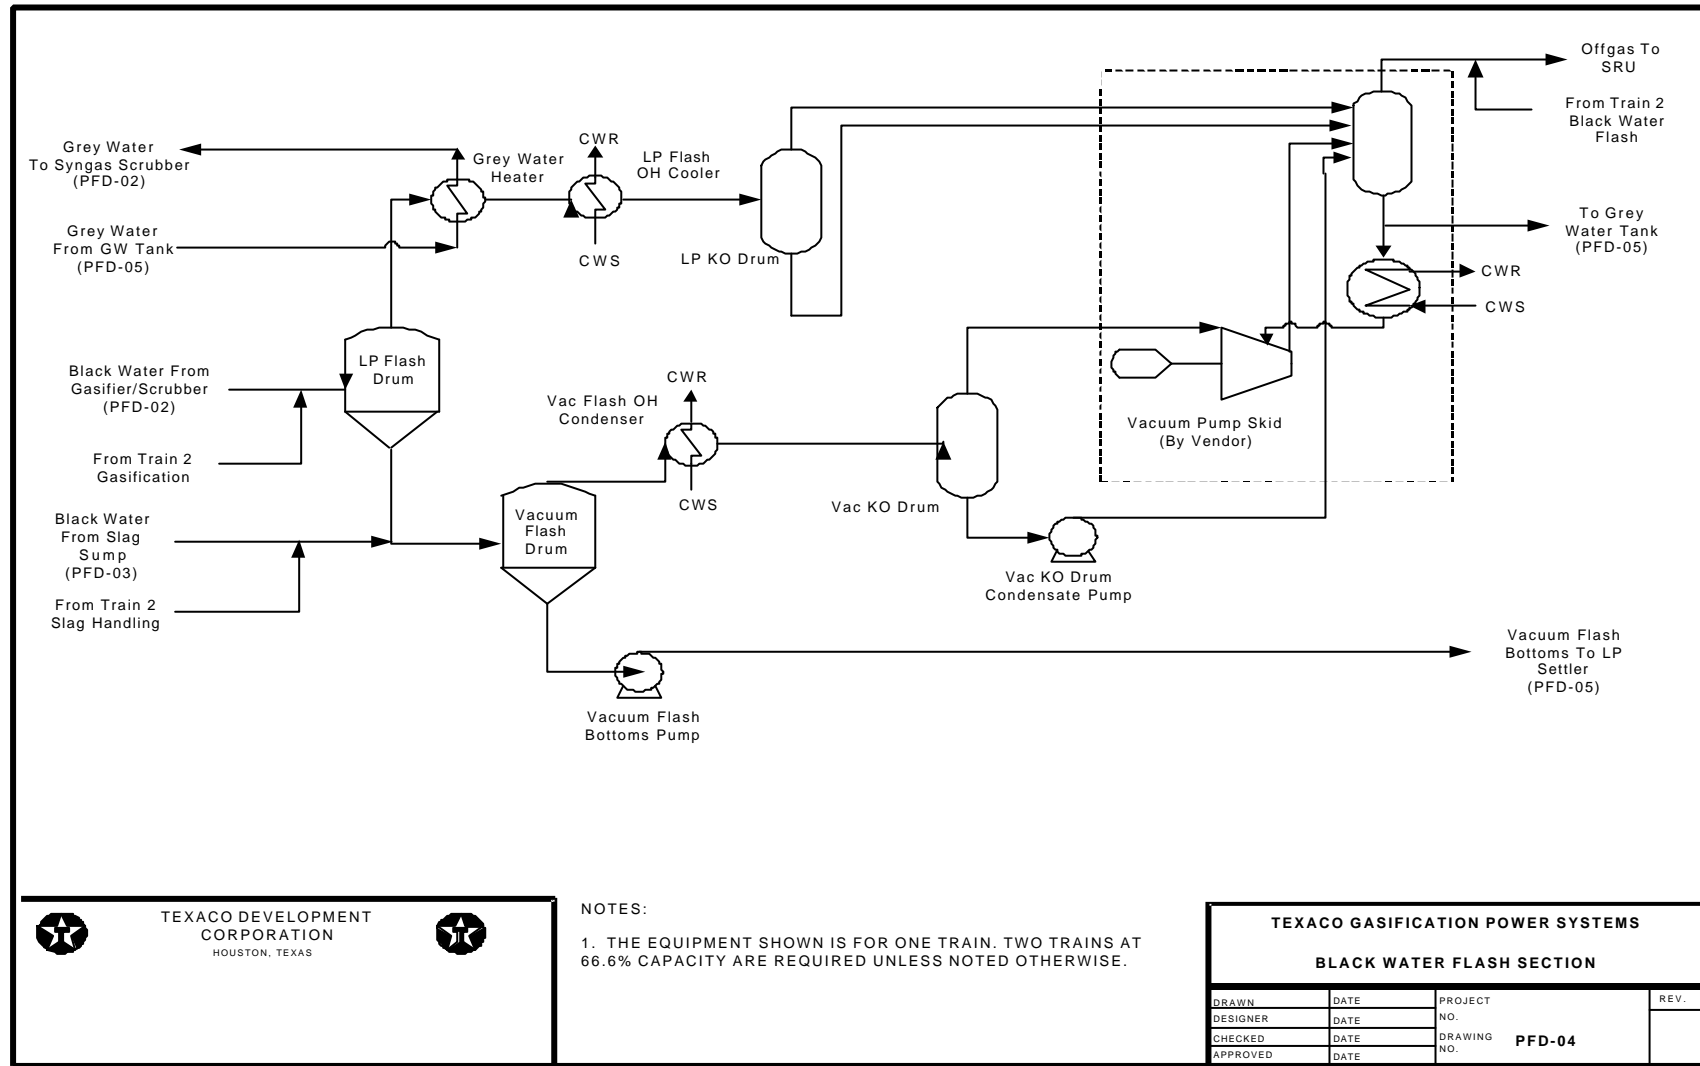 Offgas To
SRU
From Train 2
Black Water
Flash
Grey Water
To Syngas Scrubber
(PFD-02)
Grey Water
Heater
CWR
LP Flash
OH Cooler
Grey Water
From GW Tank
(PFD-05)
CWS
LP KO Drum
To Grey
Water Tank
(PFD-05)
CWR
CWS
LP Flash
Drum
Black Water From
Gasifier/Scrubber
(PFD-02)
From Train 2
Gasification
Vac Flash OH
Condenser
CWR
CWS
Vacuum Pump Skid
(By Vendor)
Vac KO Drum
Black Water
From Slag
Sump
(PFD-03)
Vacuum
Flash
Drum
From Train 2
Slag Handling
Vac KO Drum
Condensate Pump
Vacuum Flash
Bottoms To LP
Settler
(PFD-05)
Vacuum Flash
Bottoms Pump
TEXACO DEVELOPMENT
CORPORATION
HOUSTON, TEXAS
NOTES:
1. THE EQUIPMENT SHOWN IS FOR ONE TRAIN. TWO TRAINS AT
66.6% CAPACITY ARE REQUIRED UNLESS NOTED OTHERWISE.
TEXACO GASIFICATION POWER SYSTEMS
BLACK WATER FLASH SECTION
DRAWN DATE PROJECT REV.
DESIGNER DATE NO.
CHECKED DATE DRAWING PFD-04
APPROVED DATE NO.